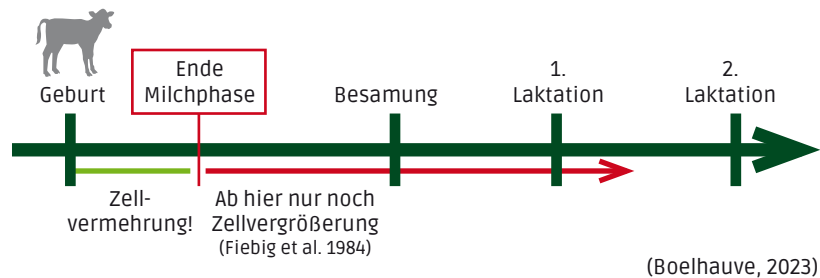 Geburt
Ende
Milchphase
Besamung
1.
Laktation
2.
Laktation
Zell-
vermehrung!
Ab hier nur noch
Zellvergrößerung
(Fiebig et al. 1984)
(Boelhauve, 2023)